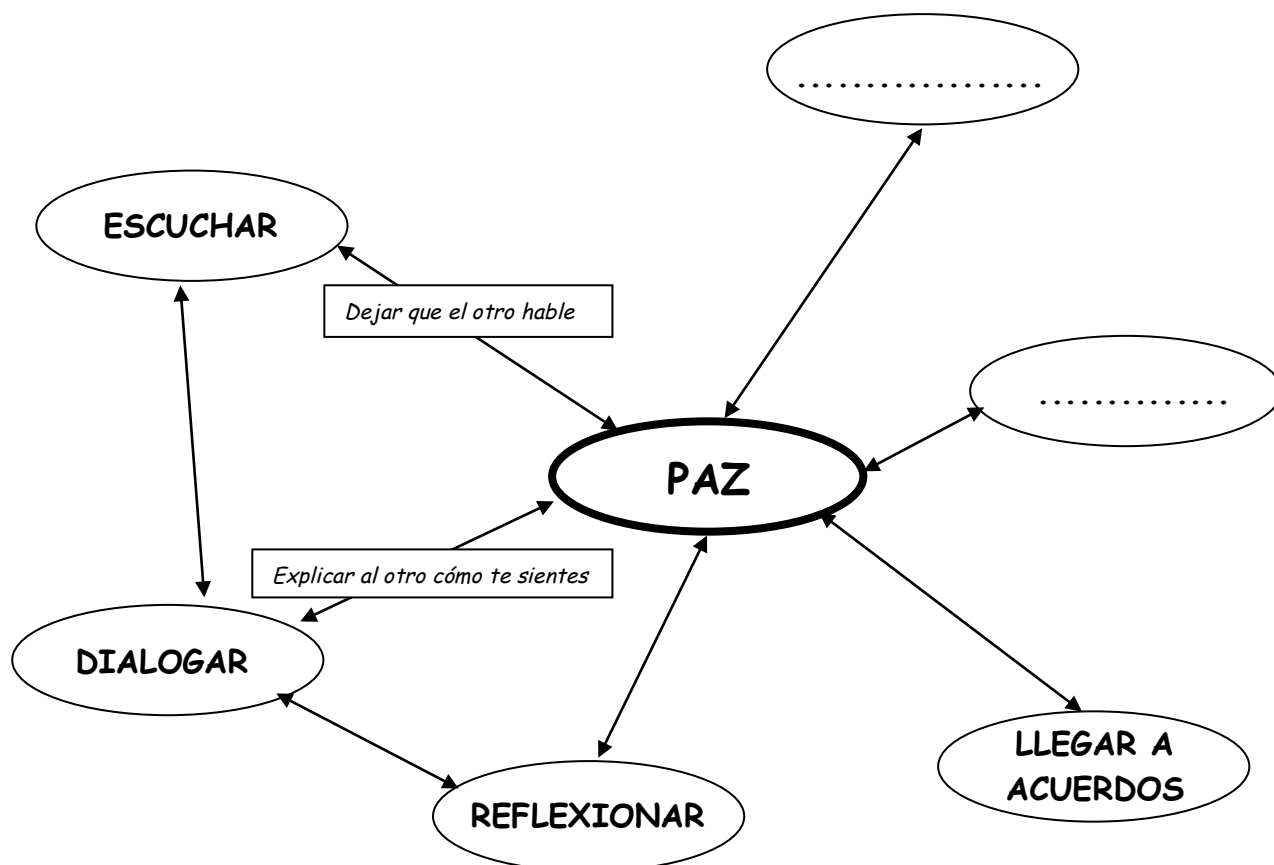 ..................
ESCUCHAR
Dejar que el otro hable
..............
PAZ
Explicar al otro cómo te sientes
DIALOGAR
LLEGAR A
ACUERDOS
REFLEXIONAR